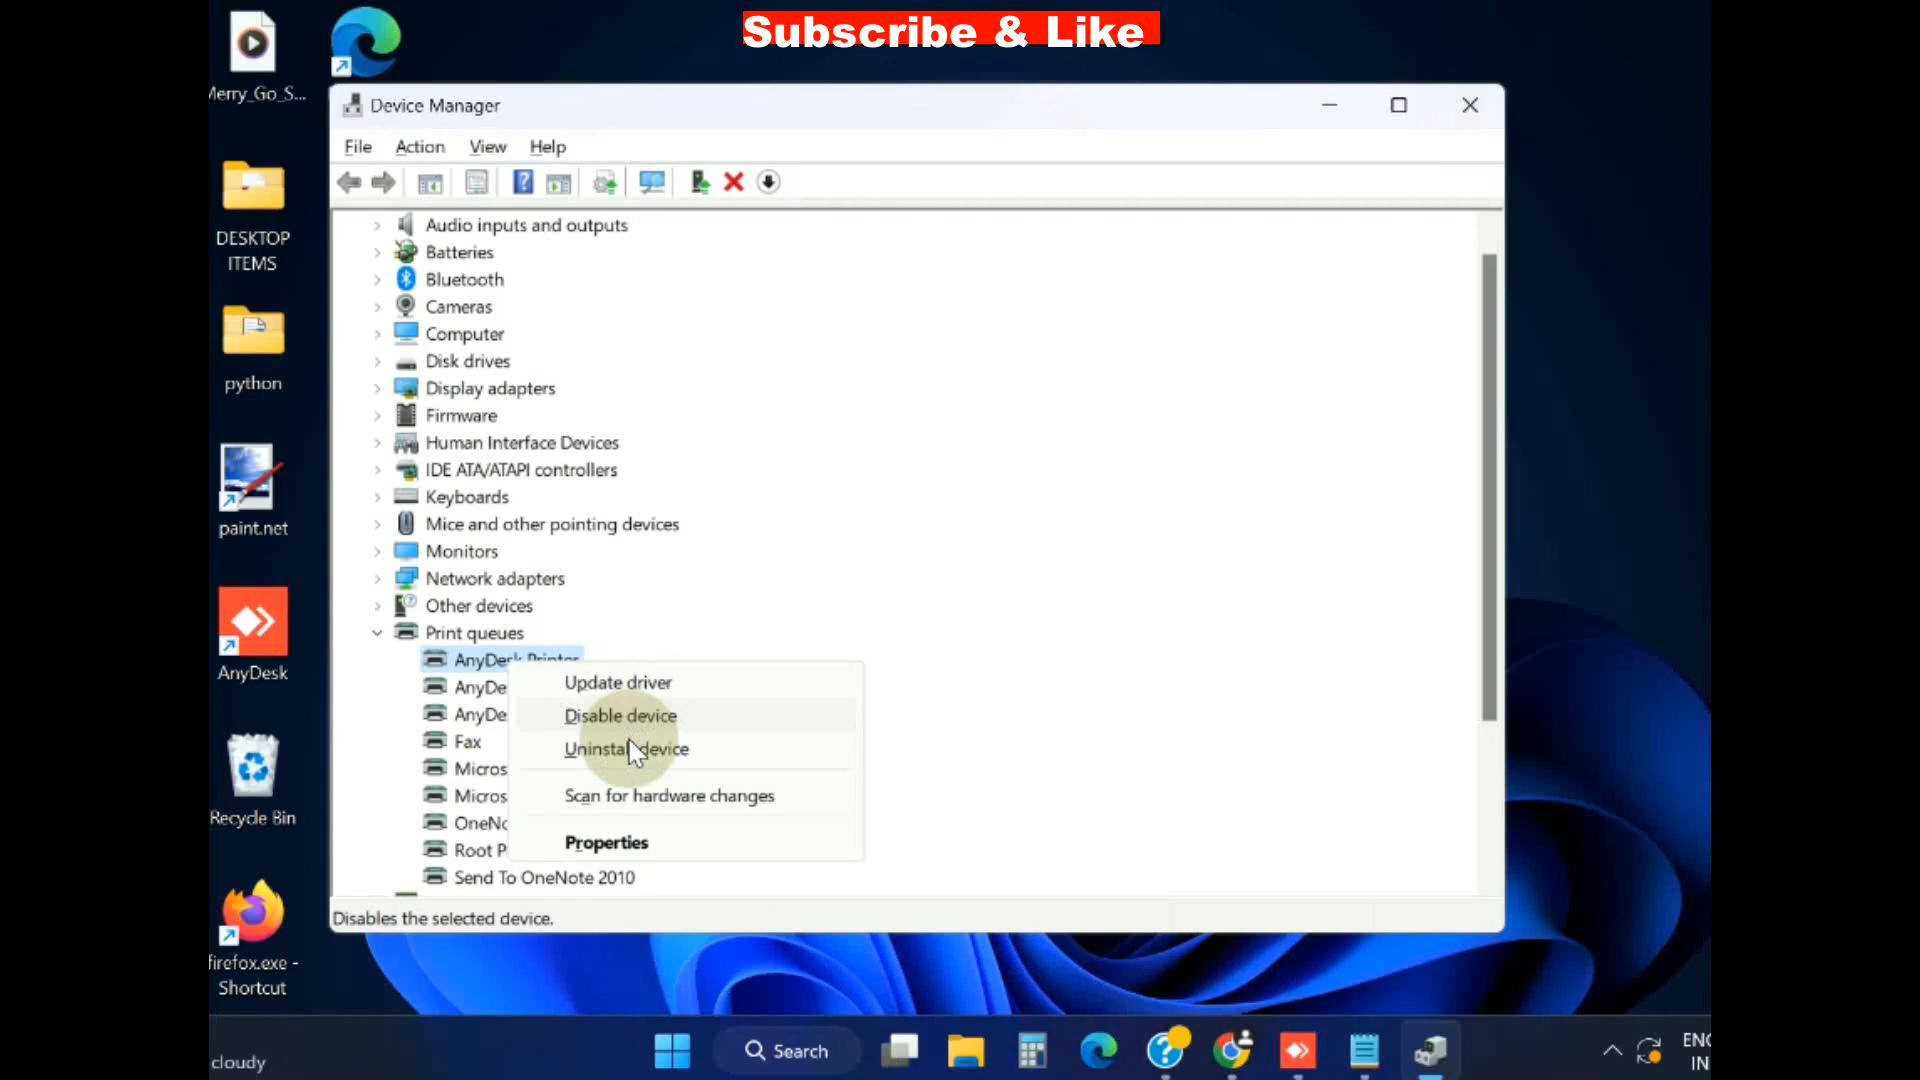 Subscribe & Like
Merry_Go_S...
DESKTOP
ITEMS
python
paint.net
AnyDesk
Recycle Bin
firefox.exe -
Shortcut
Device Manager
File Action View Help
Audio inputs and outputs
Batteries
Bluetooth
Cameras
Computer
Disk drives
Display adapters
Firmware
Human Interface Devices
IDE ATA/ATAPI controllers
Keyboards
Mice and other pointing devices
Monitors
Network adapters
Other devices
Print queues
AnyDesk Printer
AnyDe
AnyDe
Fax
Micros
Micros
OneNo
Root P
Send To OneNote 2010
Update driver
Disable device
Uninstall device
Scan for hardware changes
Properties
Disables the selected device.
cloudy
Search
ENG
IN